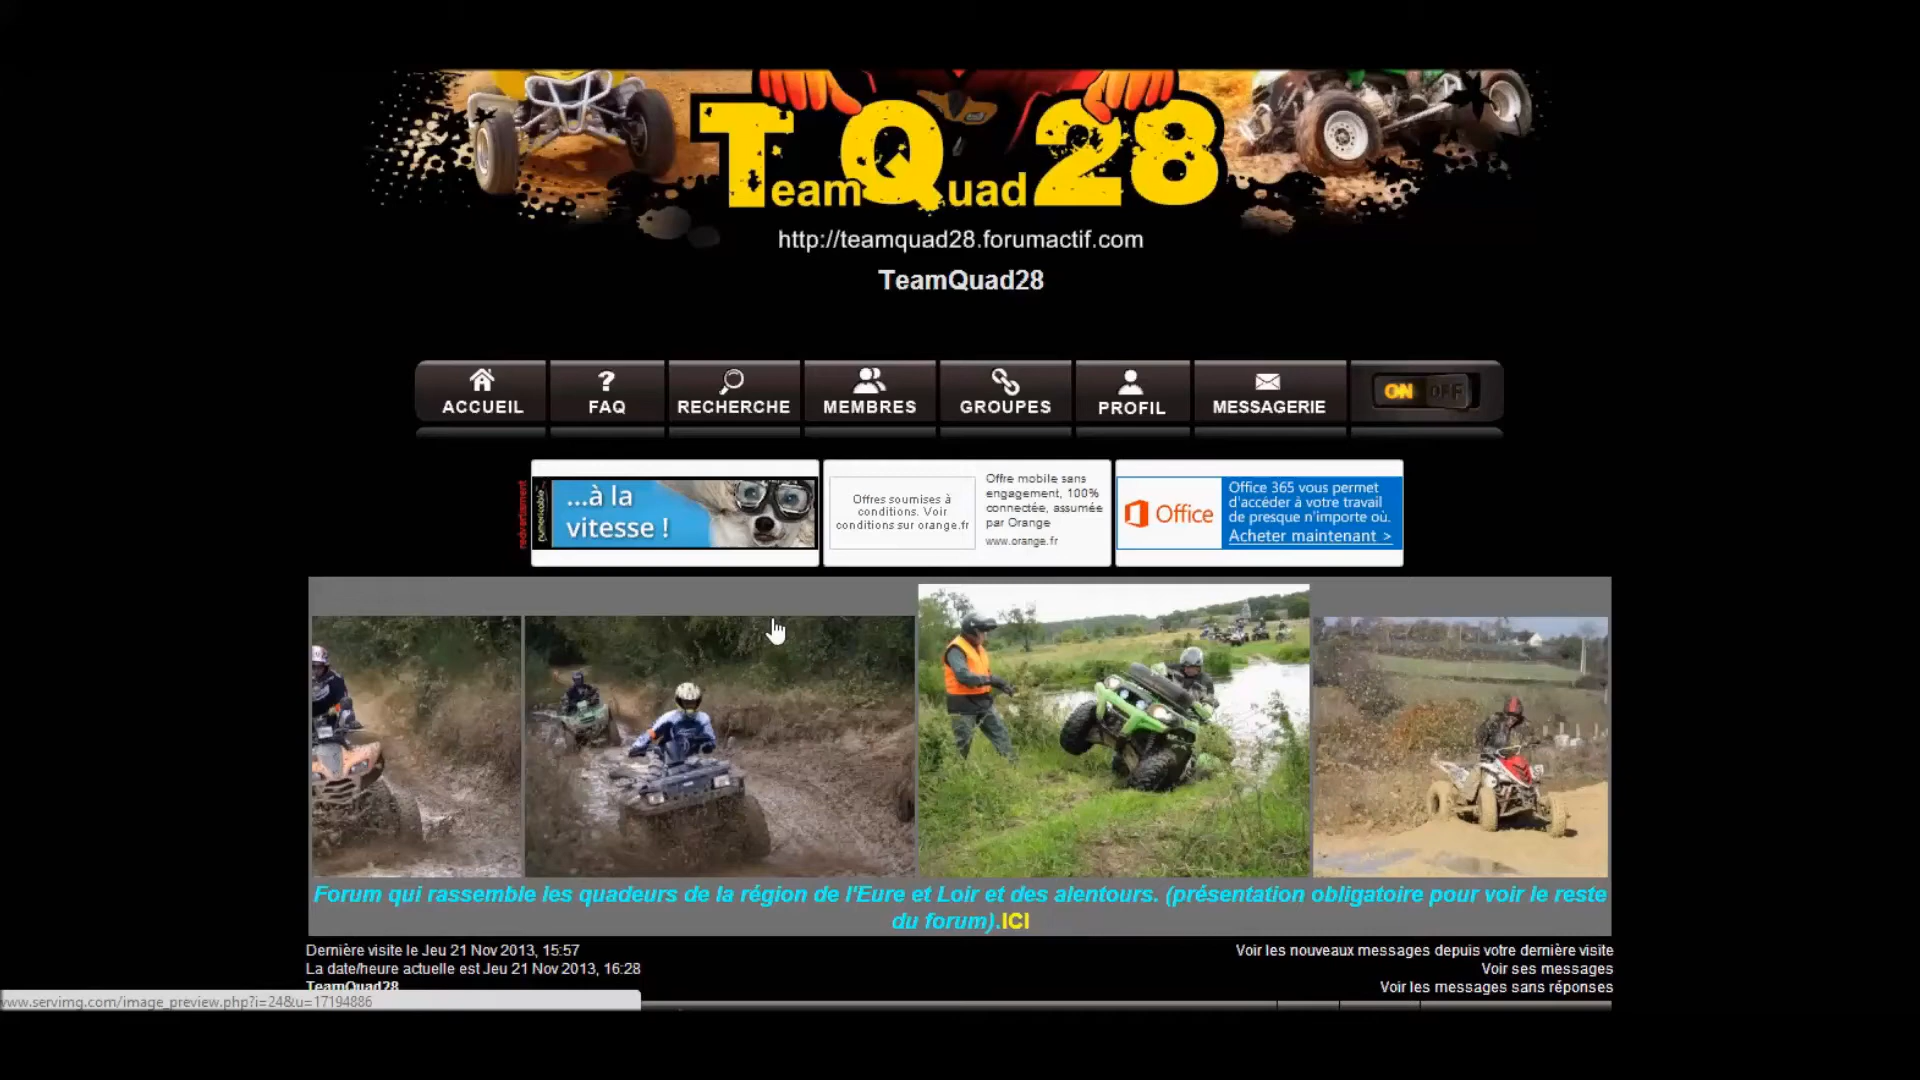 TeamQuad 28
http://teamquad28.forumactif.com
TeamQuad28
ACCUEIL
FAQ
RECHERCHE
MEMBRES
GROUPES
PROFIL
MESSAGERIE
ON OFF
numericable
...à la
vitesse !
Offres soumises à
conditions. Voir
conditions sur orange.fr
Offre mobile sans
engagement, 100%
connectée, assumée
par Orange
www.orange.fr
Office
Office 365 vous permet
d'accéder à votre travail
de presque n'importe où.
Acheter maintenant >
Forum qui rassemble les quadeurs de la région de l'Eure et Loir et des alentours. (présentation obligatoire pour voir le reste
du forum).ICI
Dernière visite le Jeu 21 Nov 2013, 15:57
La date/heure actuelle est Jeu 21 Nov 2013, 16:28
TeamQuad28
Voir les nouveaux messages depuis votre dernière visite
Voir ses messages
Voir les messages sans réponses
www.servimg.com/image_preview.php?i=24&u=17194886